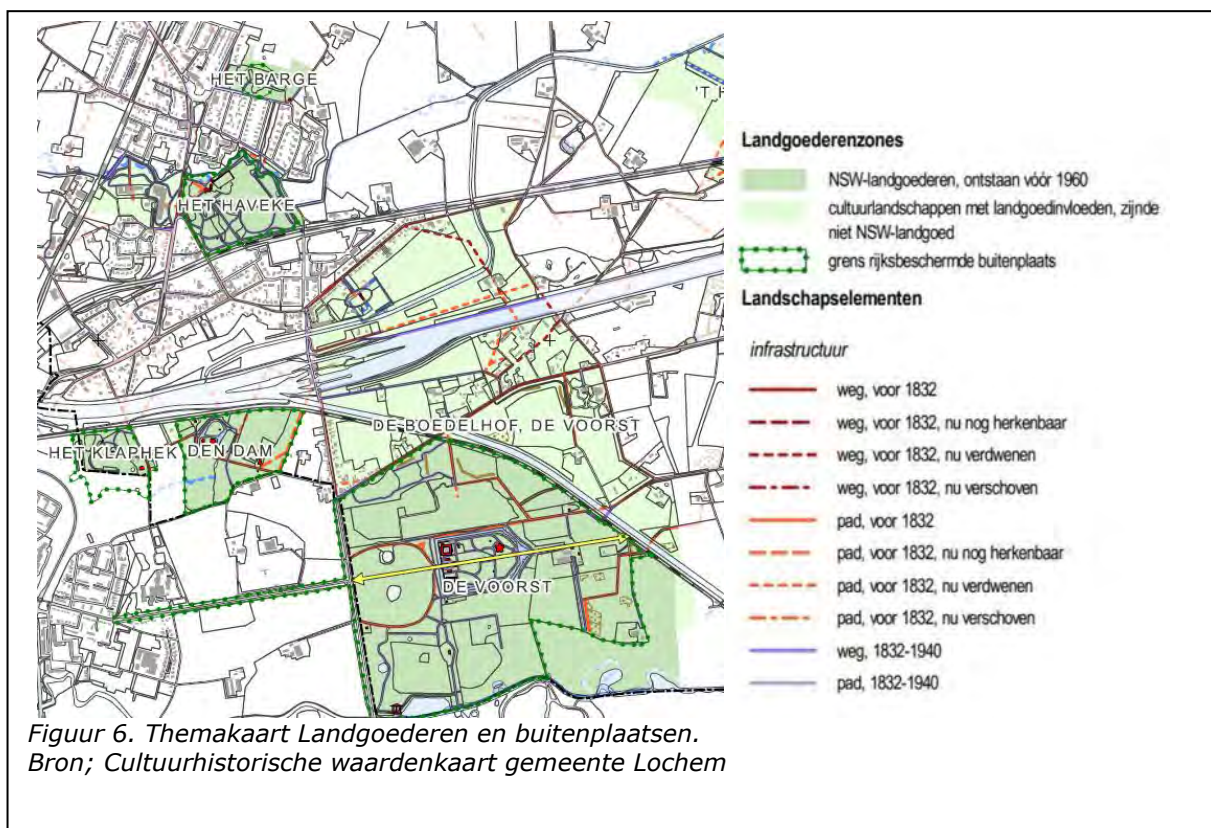 HET BARGE
HET HAVEKE
DE BOEDELHOF, DE VOORST
HET KLAPHEK
DEN DAM
DE VOORST
Landgoederenzones
NSW-landgoederen, ontstaan vóór 1960
cultuurlandschappen met landgoedinvloeden, zijnde
niet NSW-landgoed
grens rijksbeschermde buitenplaats
Landschapselementen
infrastructuur
weg, voor 1832
weg, voor 1832, nu nog herkenbaar
weg, voor 1832, nu verdwenen
weg, voor 1832, nu verschoven
pad, voor 1832
pad, voor 1832, nu nog herkenbaar
pad, voor 1832, nu verdwenen
pad, voor 1832, nu verschoven
weg, 1832-1940
pad, 1832-1940
Figuur 6. Themakaart Landgoederen en buitenplaatsen.
Bron; Cultuurhistorische waardenkaart gemeente Lochem